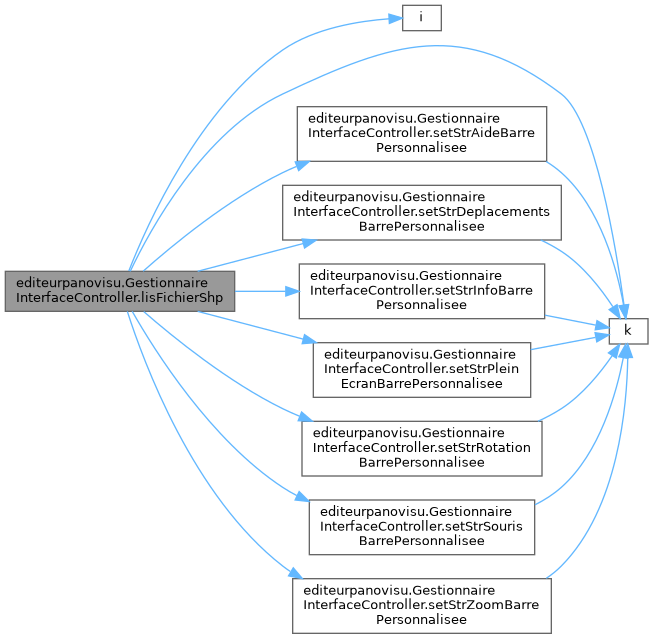 i
editeurpanovisu.Gestionnaire
InterfaceController.setStrAideBarre
Personnalisee
editeurpanovisu.Gestionnaire
InterfaceController.setStrDeplacements
BarrePersonnalisee
editeurpanovisu.Gestionnaire
InterfaceController.lisFichierShp
editeurpanovisu.Gestionnaire
InterfaceController.setStrInfoBarre
Personnalisee
k
editeurpanovisu.Gestionnaire
InterfaceController.setStrPlein
EcranBarrePersonnalisee
editeurpanovisu.Gestionnaire
InterfaceController.setStrRotation
BarrePersonnalisee
editeurpanovisu.Gestionnaire
InterfaceController.setStrSouris
BarrePersonnalisee
editeurpanovisu.Gestionnaire
InterfaceController.setStrZoomBarre
Personnalisee